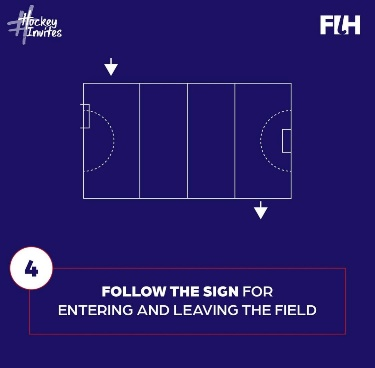 #Hockey
Invites
FIH
4
FOLLOW THE SIGN FOR
ENTERING AND LEAVING THE FIELD